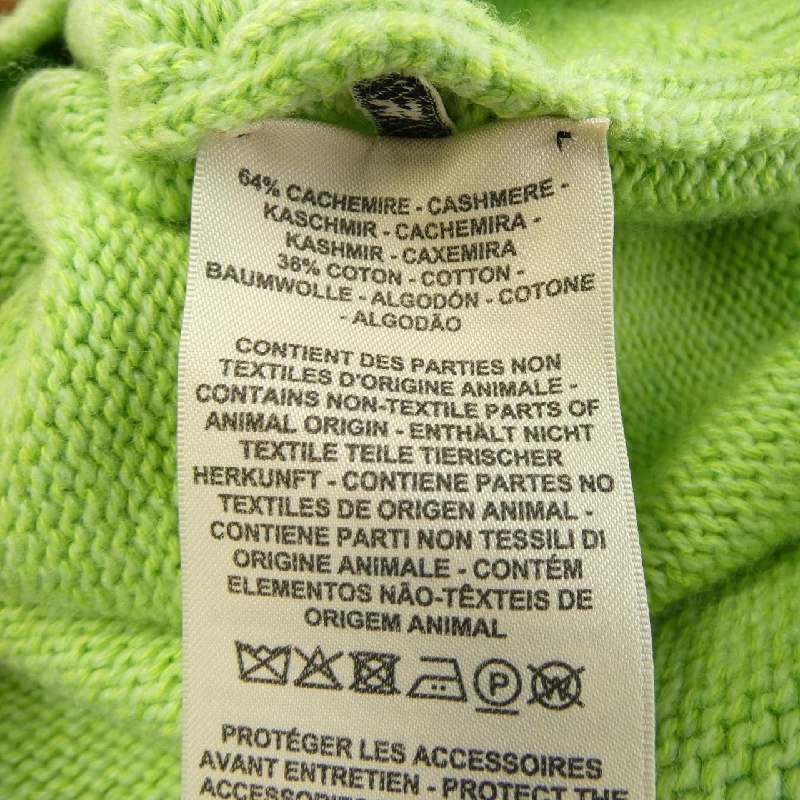 64% CACHEMIRE - CASHMERE -
KASCHMIR - CACHEMIRA -
KASHMIR - CAXEMIRA
36% COTON - COTTON -
BAUMWOLLE - ALGODÓN - COTONE
- ALGODÃO
CONTIENT DES PARTIES NON
TEXTILES D'ORIGINE ANIMALE -
CONTAINS NON-TEXTILE PARTS OF
ANIMAL ORIGIN - ENTHÄLT NICHT
TEXTILE TEILE TIERISCHER
HERKUNFT - CONTIENE PARTES NO
TEXTILES DE ORIGEN ANIMAL -
CONTIENE PARTI NON TESSILI DI
ORIGINE ANIMALE - CONTÉM
ELEMENTOS NÃO-TÊXTEIS DE
ORIGEM ANIMAL
P W
PROTÉGER LES ACCESSOIRES
AVANT ENTRETIEN - PROTECT THE